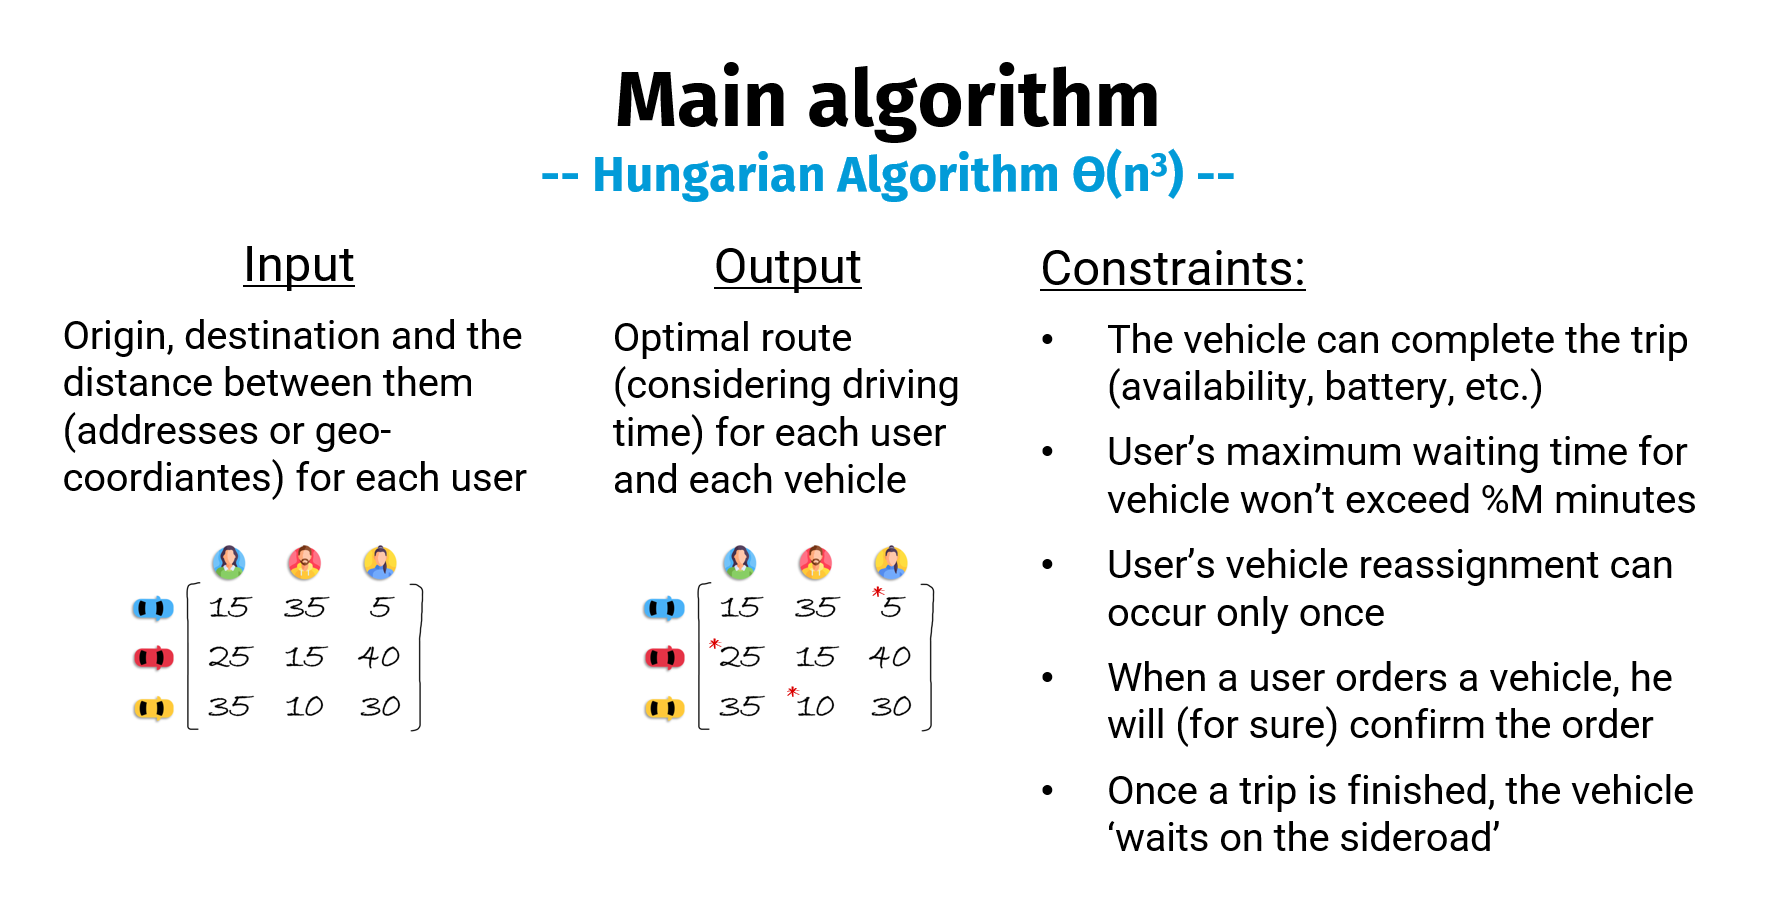 Main algorithm
-- Hungarian Algorithm Ө(n³) --
Input
Origin, destination and the
distance between them
(addresses or geo-
coordiantes) for each user
15 35 5
25 15 40
35 10 30
Output
Optimal route
(considering driving
time) for each user
and each vehicle
15 35 *5
*25 15 40
35 *10 30
Constraints:
• The vehicle can complete the trip
(availability, battery, etc.)
• User’s maximum waiting time for
vehicle won’t exceed %M minutes
• User’s vehicle reassignment can
occur only once
• When a user orders a vehicle, he
will (for sure) confirm the order
• Once a trip is finished, the vehicle
‘waits on the sideroad’